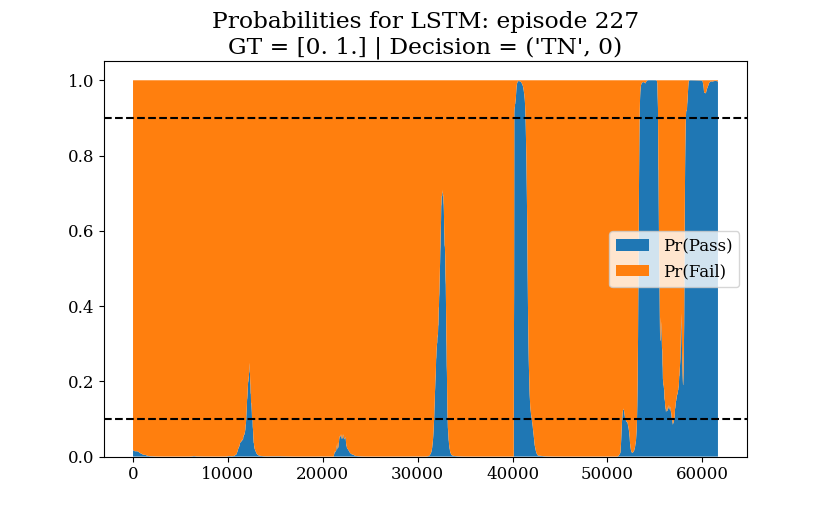 Probabilities for LSTM: episode 227
GT = [0. 1.] | Decision = ('TN', 0)
1.0
0.8
0.6
0.4
0.2
0.0
Pr(Pass)
Pr(Fail)
0 10000 20000 30000 40000 50000 60000